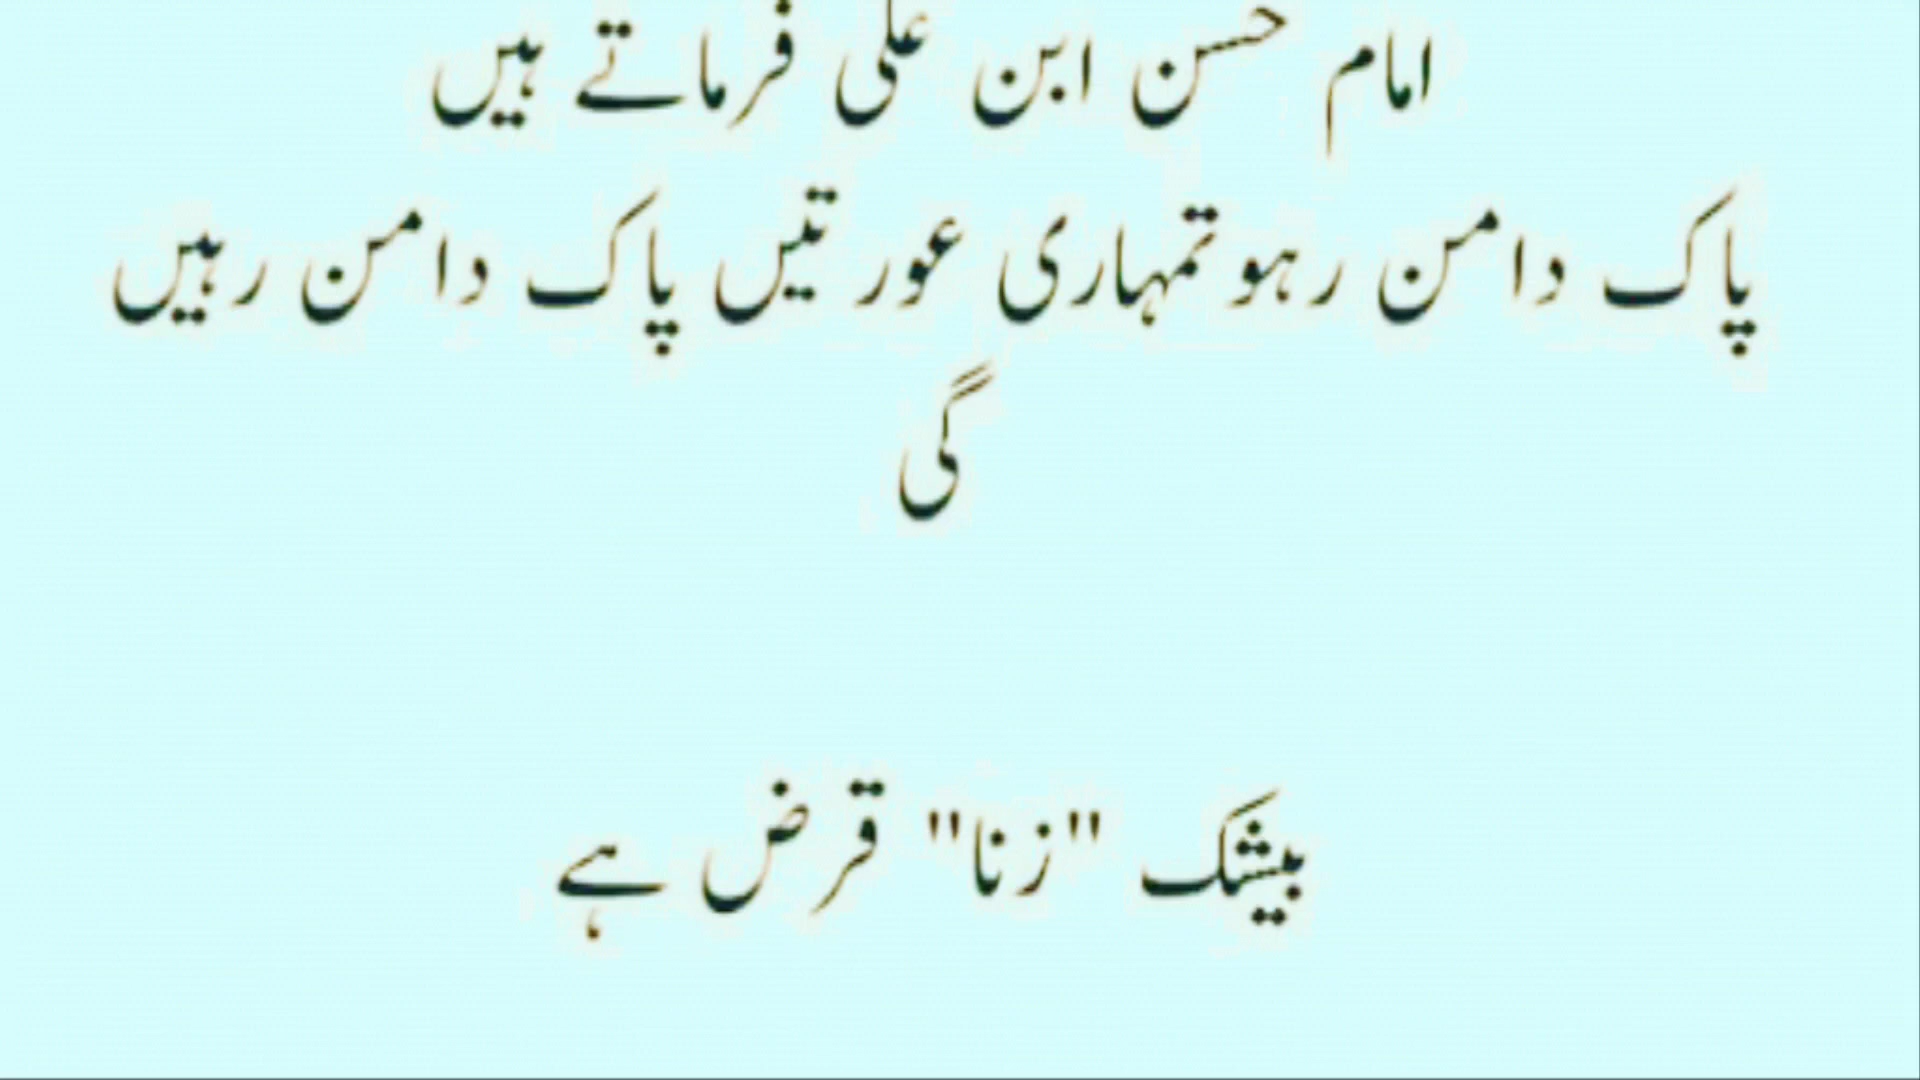 امام حسن ابن علی فرماتے ہیں
پاک دامن رہو تمہاری عورتیں پاک دامن رہیں
گی
بیشک "زنا" قرض ہے